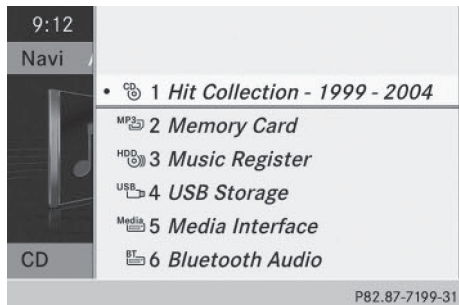 9:12
Navi
• CD 1 Hit Collection - 1999 - 2004
MP3 2 Memory Card
HDD 3 Music Register
USB 4 USB Storage
Media 5 Media Interface
BT 6 Bluetooth Audio
CD
P82.87-7199-31